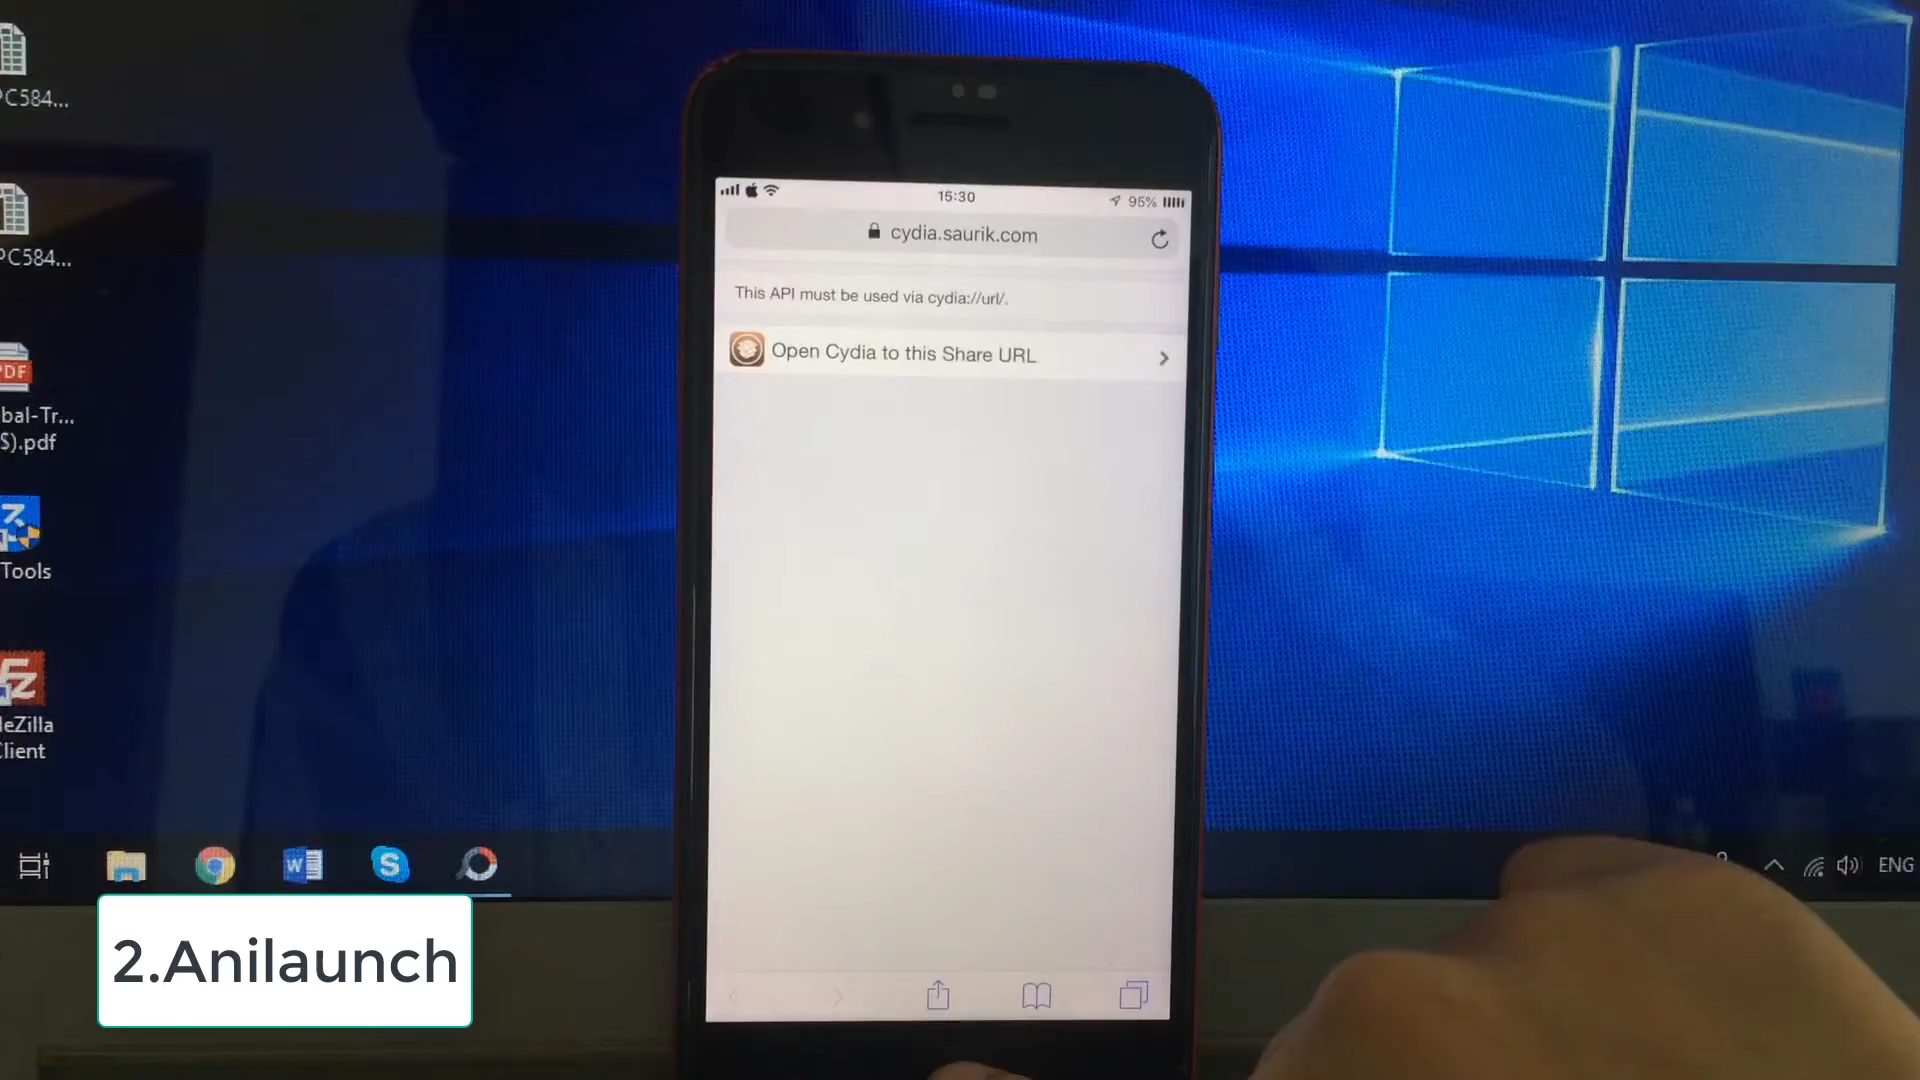 PC584...
PC584...
PDF
bal-Tr...
S).pdf
Tools
leZilla
Client
15:30
95%
cydia.saurik.com
This API must be used via cydia://url/.
Open Cydia to this Share URL
ENG
2.Anilaunch